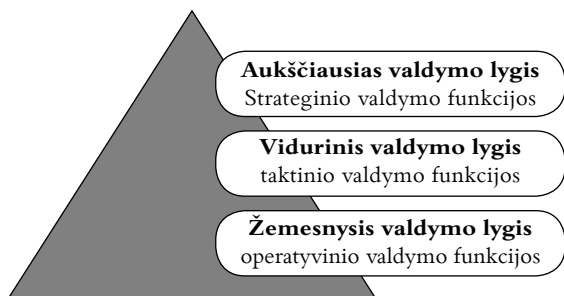 Aukščiausias valdymo lygis
Strateginio valdymo funkcijos
Vidurinis valdymo lygis
taktinio valdymo funkcijos
Žemesnysis valdymo lygis
operatyvinio valdymo funkcijos